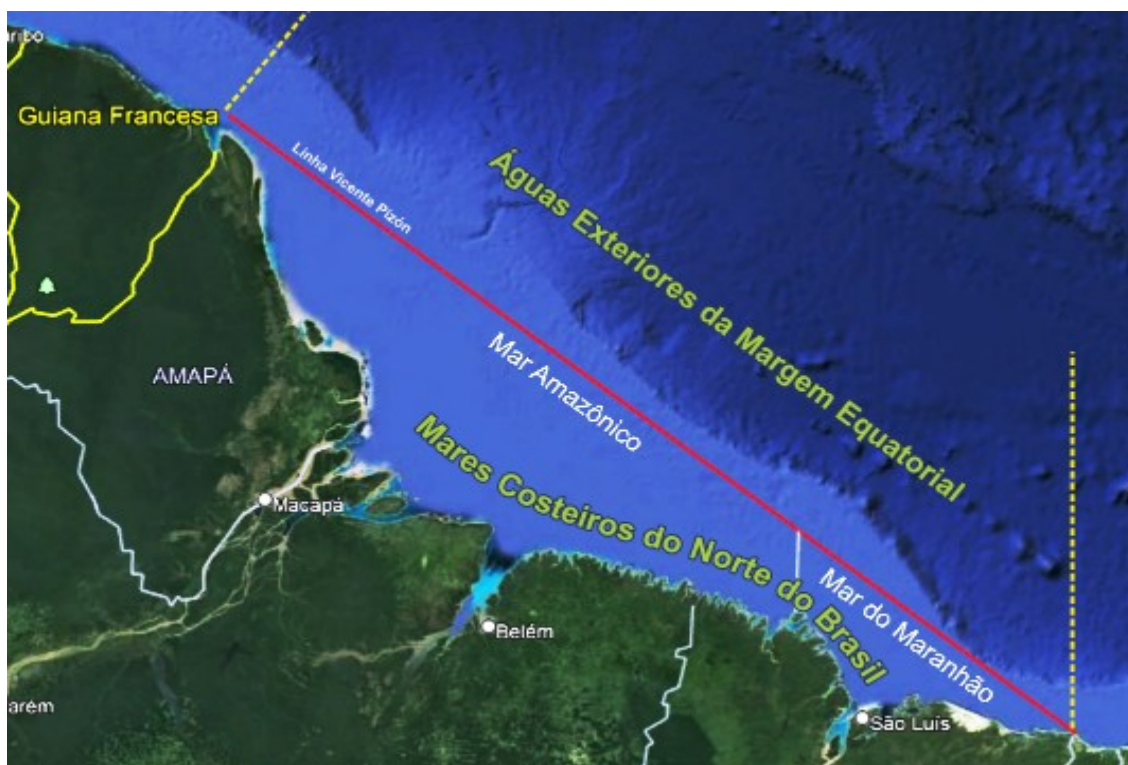 Guiana Francesa
Linha Vicente Pizón
Águas Exteriores da Margem Equatorial
AMAPÁ
Mar Amazônico
Mares Costeiros do Norte do Brasil
Macapá
Mar do Maranhão
Belém
arém
São Luís